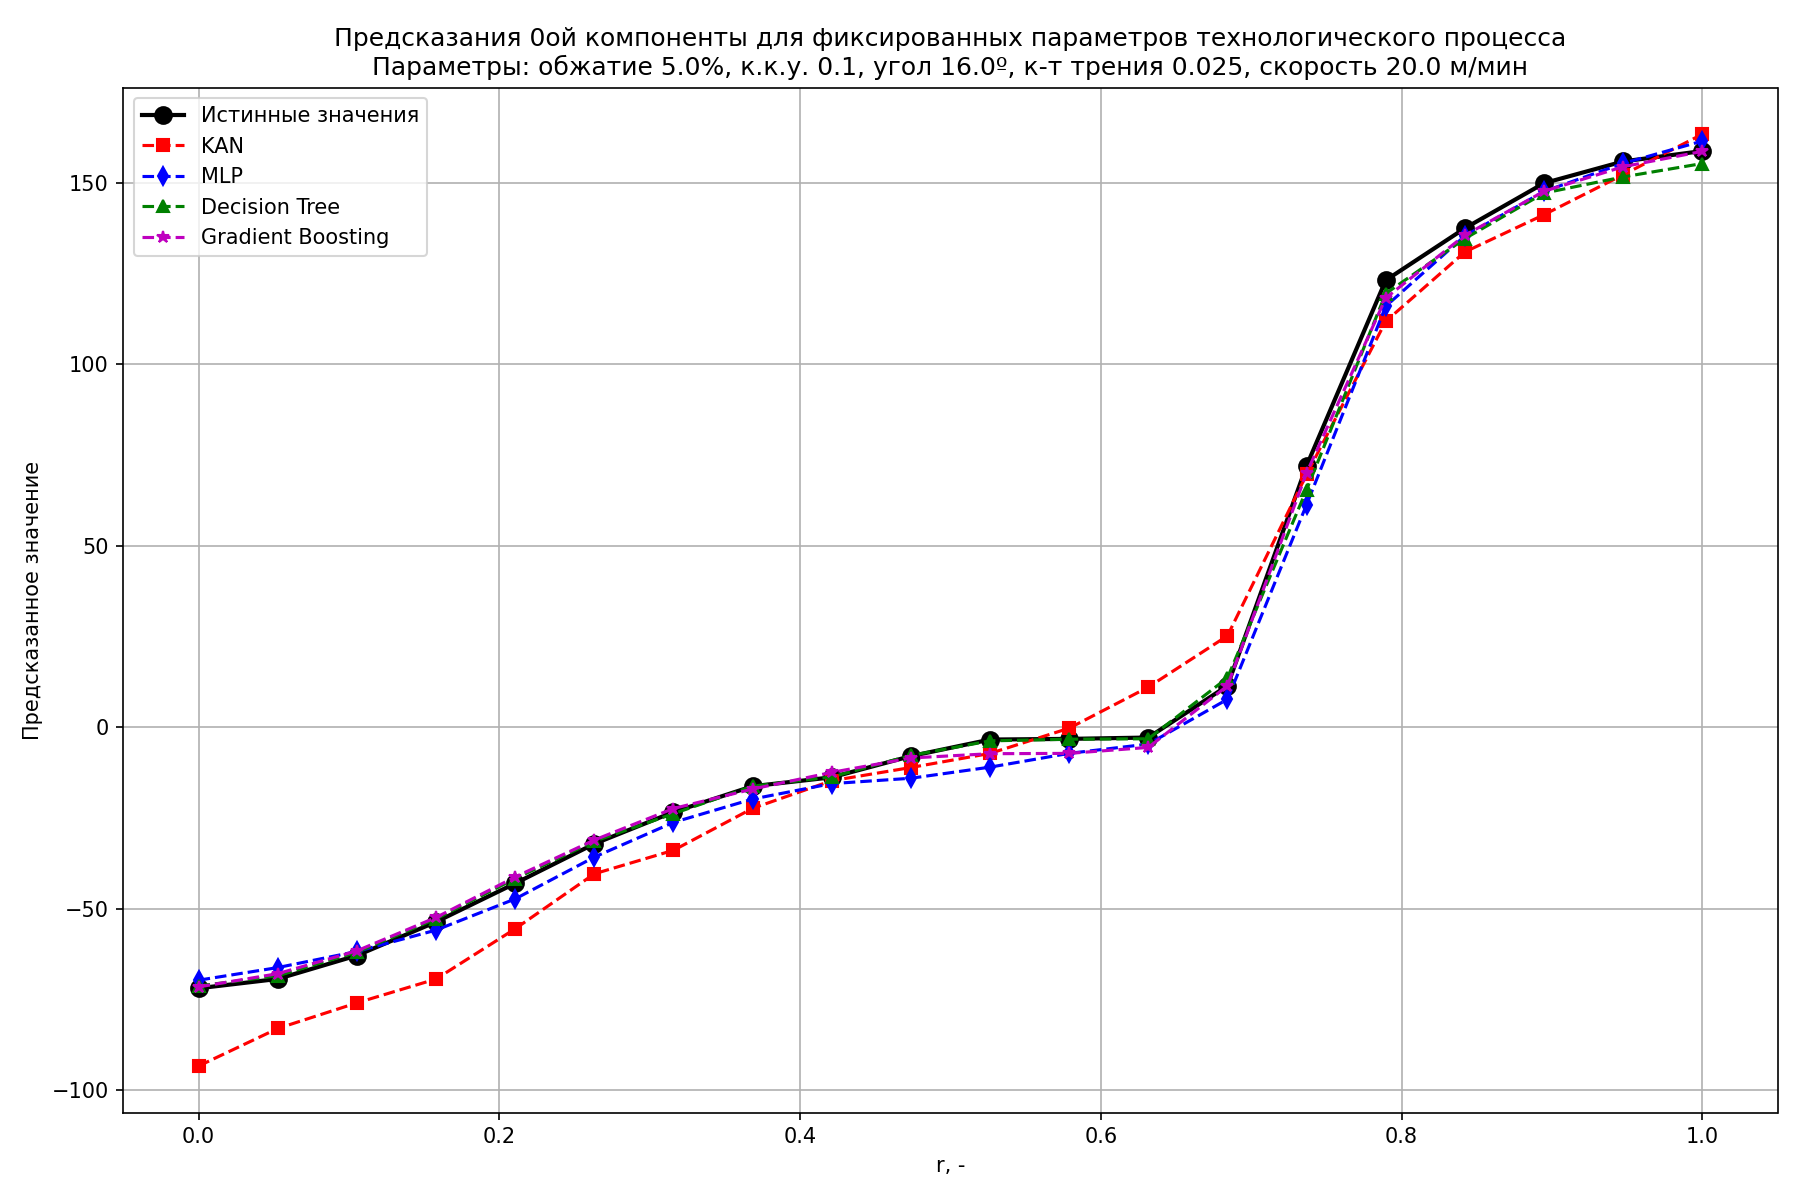 Предсказания 0ой компоненты для фиксированных параметров технологического процесса
Параметры: обжатие 5.0%, к.к.у. 0.1, угол 16.0º, к-т трения 0.025, скорость 20.0 м/мин
Истинные значения
KAN
MLP
Decision Tree
Gradient Boosting
Предсказанное значение
150
100
50
0
−50
−100
0.0
0.2
0.4
0.6
0.8
1.0
r, -